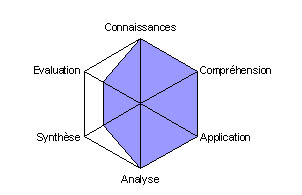 Connaissances
Evaluation
Compréhension
Synthèse
Application
Analyse